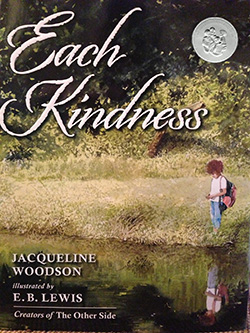 Each
Kindness
JACQUELINE
WOODSON
illustrated by
E. B. LEWIS
Creators of The Other Side